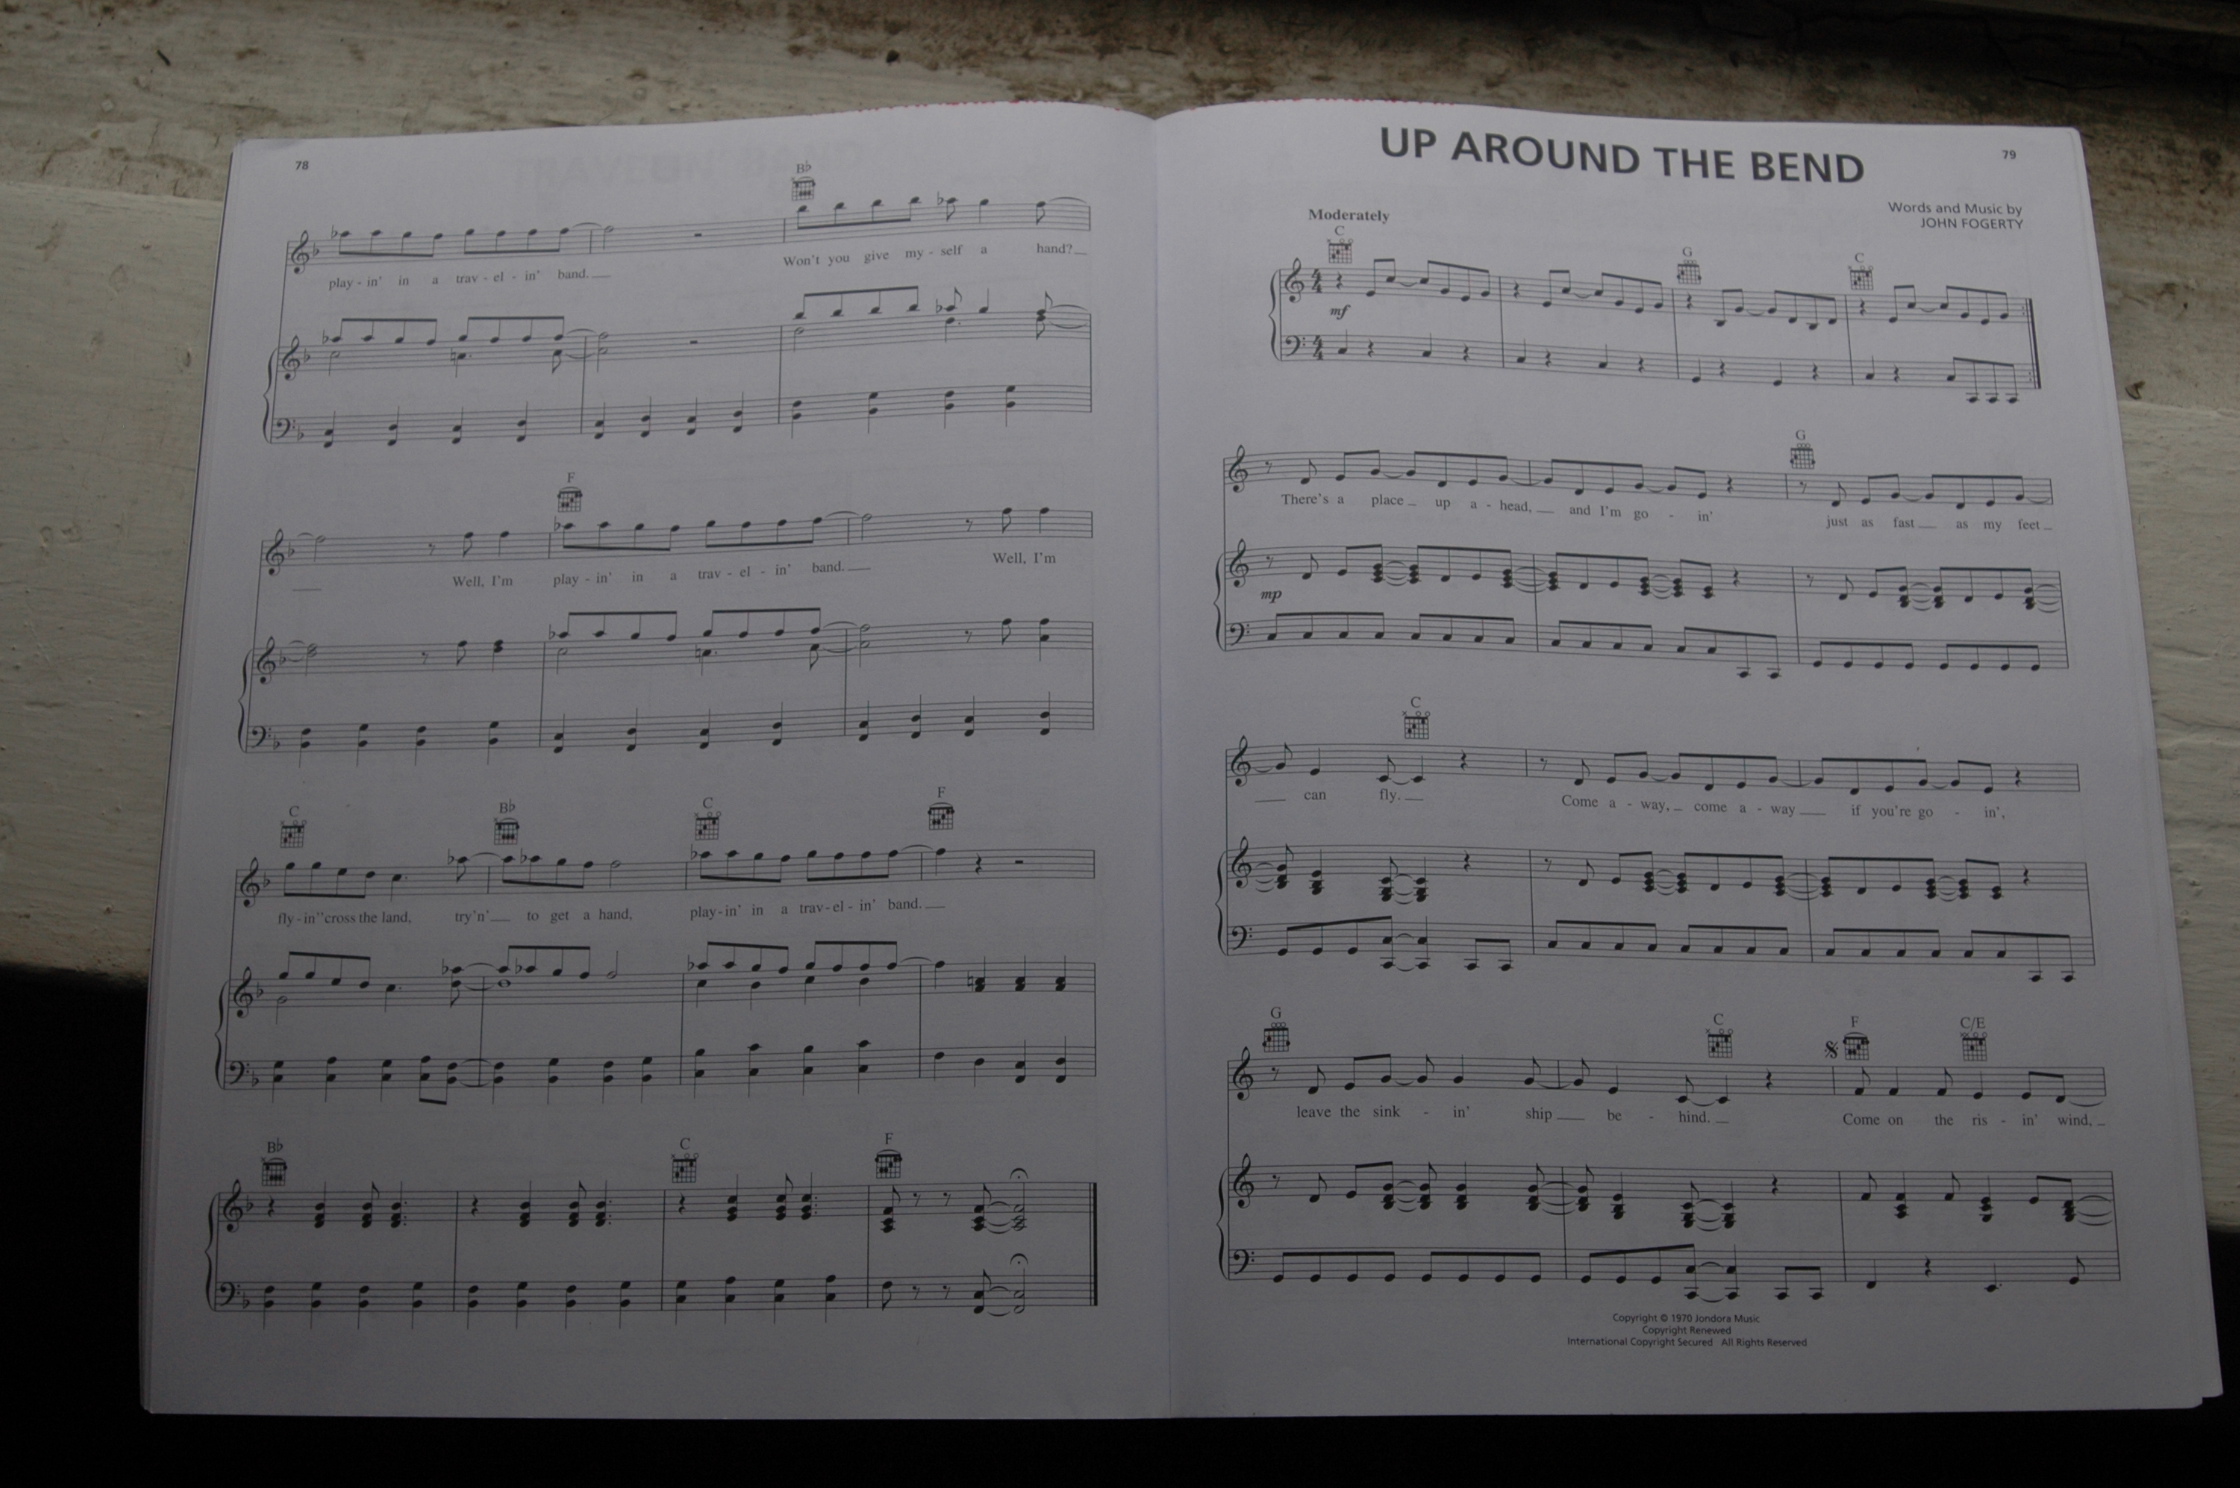 78
B♭
Won't you give my - self a hand?
play - in' in a trav - el - in' band.
F
Well, I'm play - in' in a trav - el - in' band. Well, I'm
C B♭ C F
fly - in' 'cross the land, try'n' to get a hand, play - in' in a trav - el - in' band.
B♭ C F
UP AROUND THE BEND
79
Words and Music by
JOHN FOGERTY
Moderately
C G C
mf
G
There's a place up a - head, and I'm go - in' just as fast as my feet
mp
C
can fly. Come a - way, come a - way if you're go - in',
G C F C/E
leave the sink - in' ship be - hind. Come on the ris - in' wind,
Copyright © 1970 Jondora Music
Copyright Renewed
International Copyright Secured All Rights Reserved